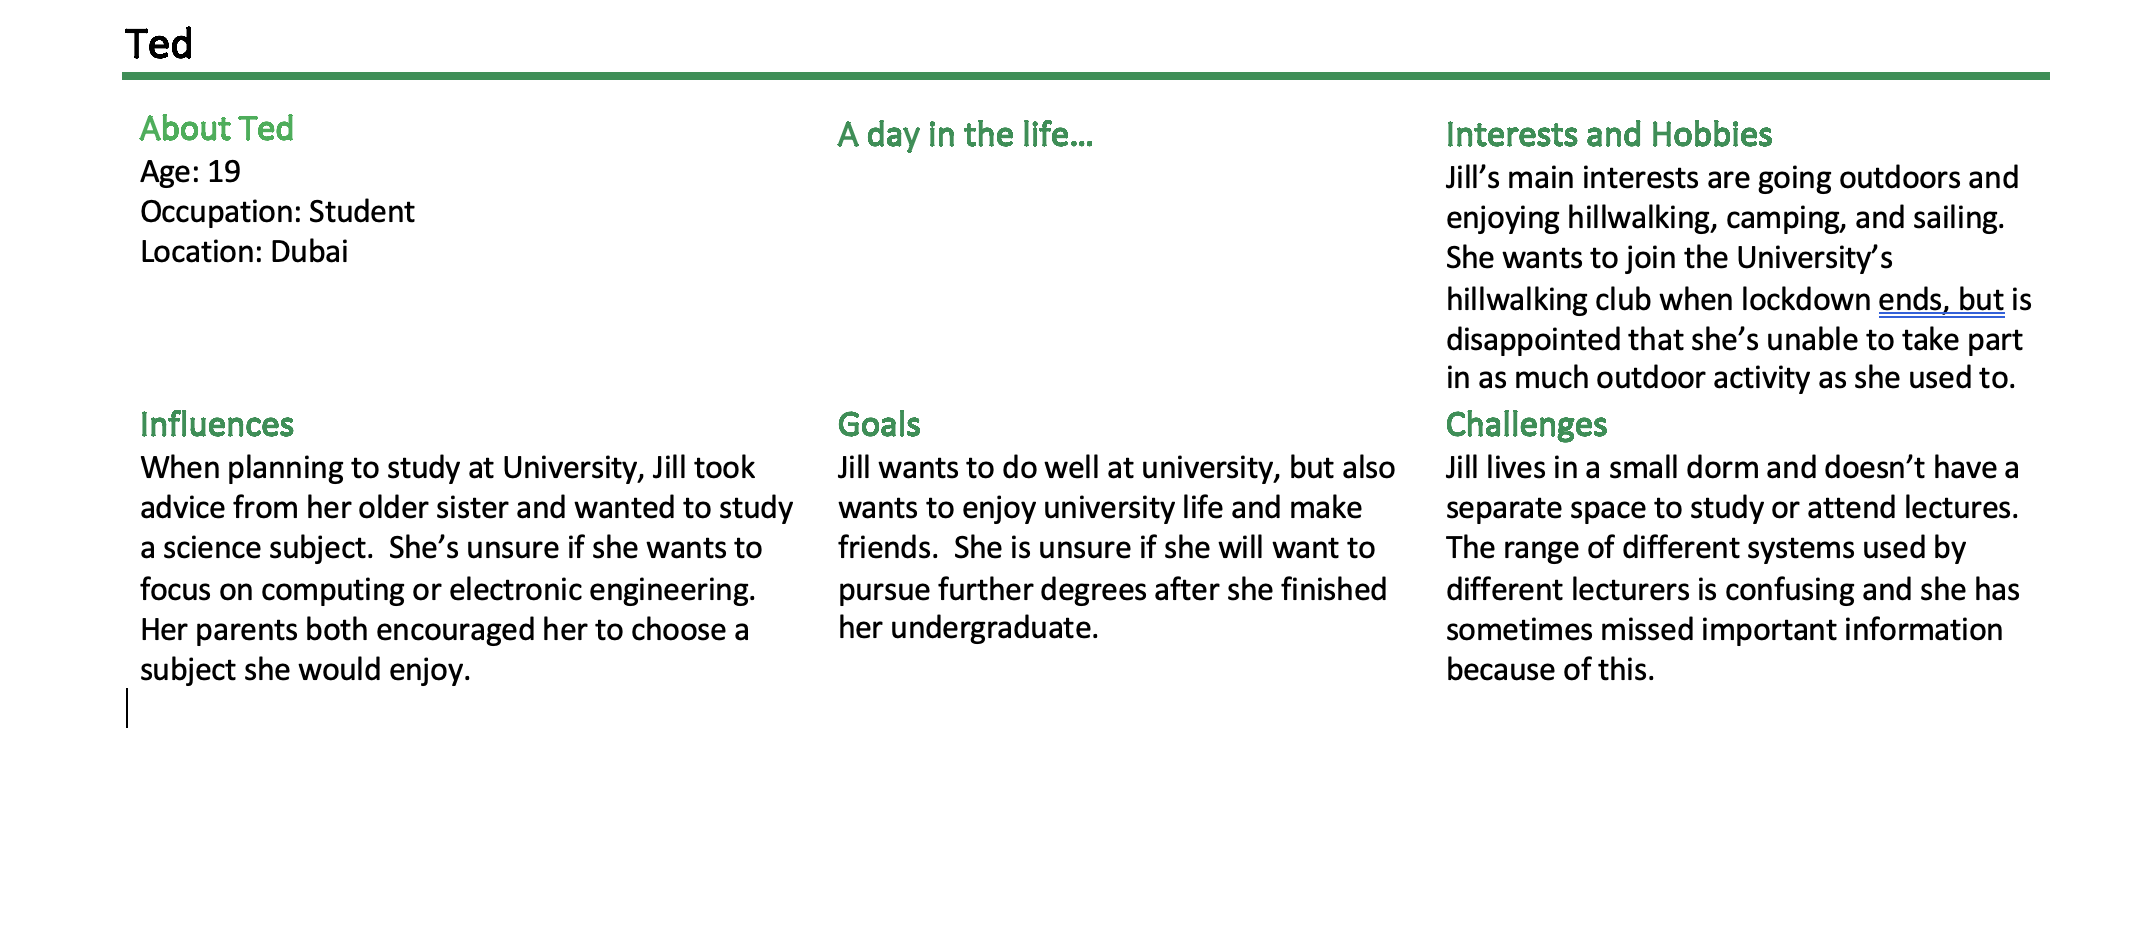 Ted
About Ted
Age: 19
Occupation: Student
Location: Dubai
A day in the life...
Interests and Hobbies
Jill’s main interests are going outdoors and
enjoying hillwalking, camping, and sailing.
She wants to join the University’s
hillwalking club when lockdown ends, but is
disappointed that she’s unable to take part
in as much outdoor activity as she used to.
Influences
When planning to study at University, Jill took
advice from her older sister and wanted to study
a science subject.  She’s unsure if she wants to
focus on computing or electronic engineering.
Her parents both encouraged her to choose a
subject she would enjoy.
Goals
Jill wants to do well at university, but also
wants to enjoy university life and make
friends.  She is unsure if she will want to
pursue further degrees after she finished
her undergraduate.
Challenges
Jill lives in a small dorm and doesn’t have a
separate space to study or attend lectures.
The range of different systems used by
different lecturers is confusing and she has
sometimes missed important information
because of this.